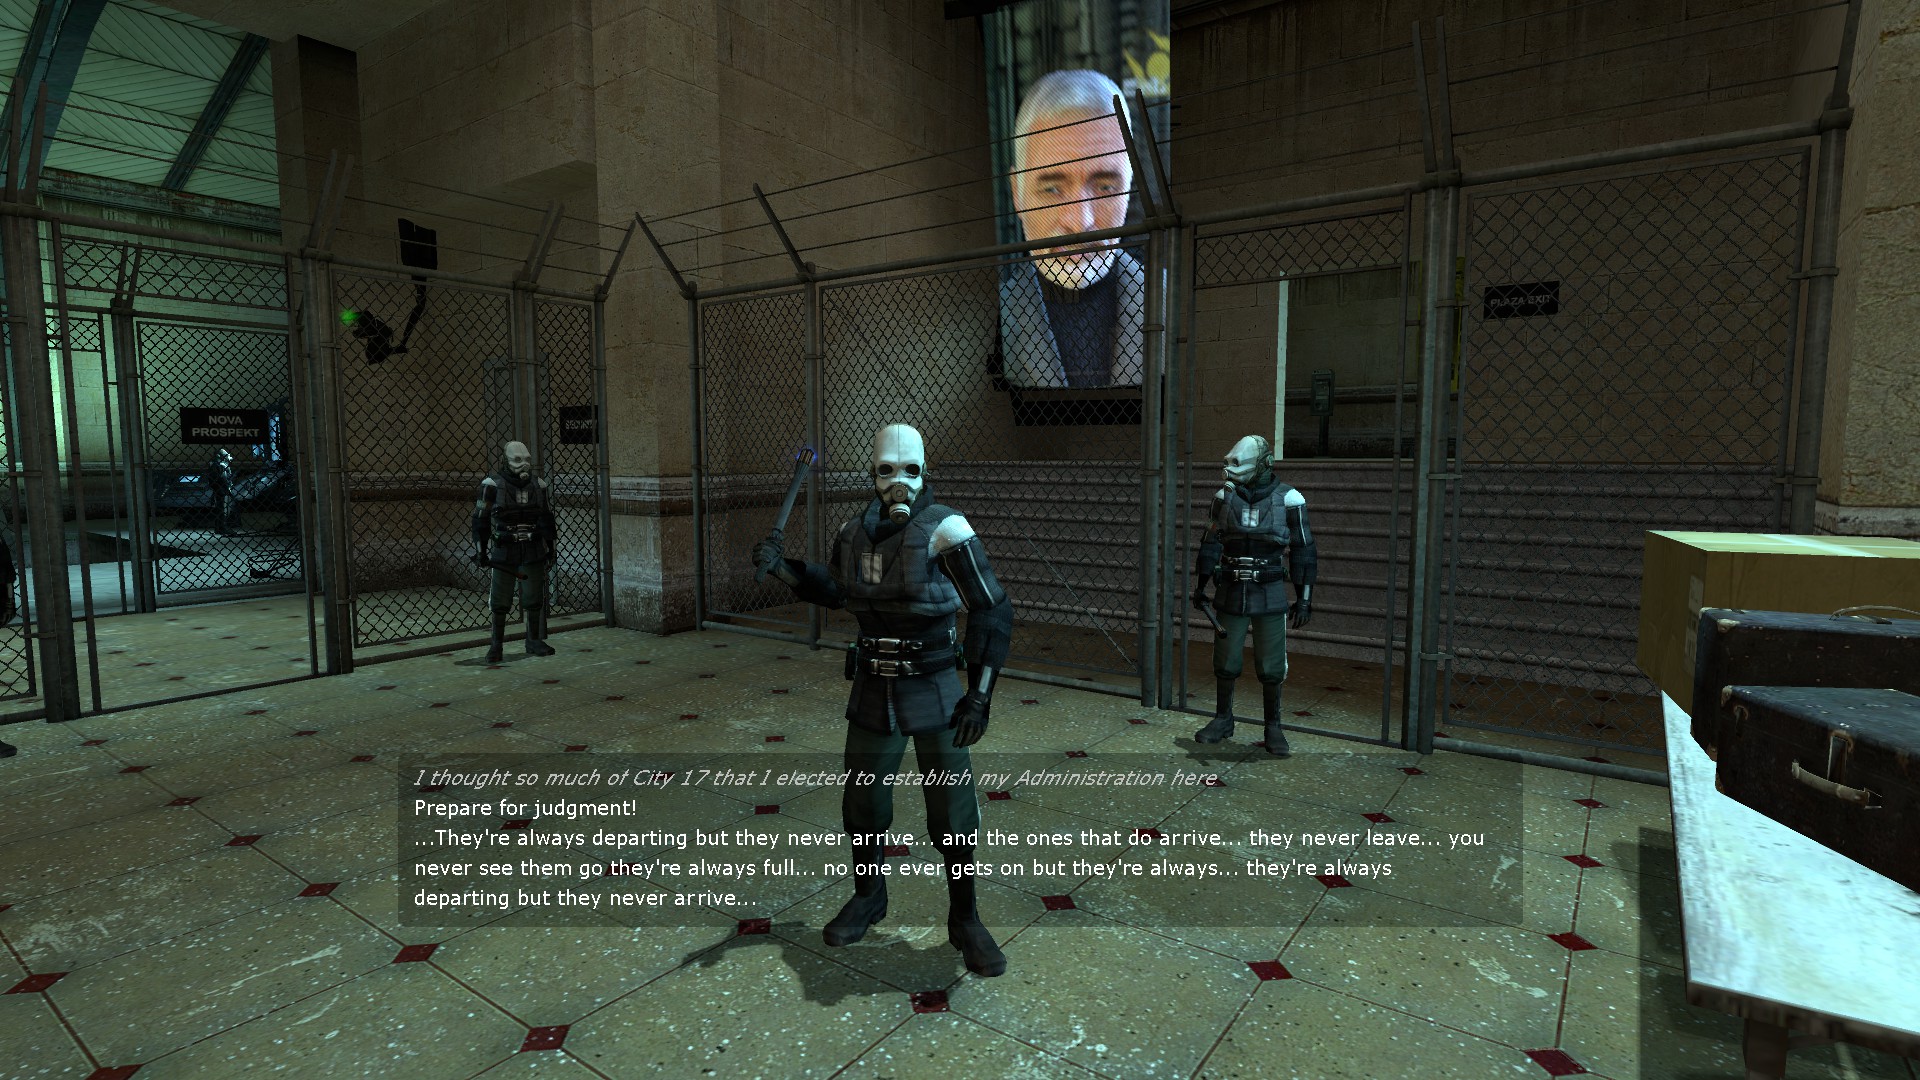 NOVA
PROSPEKT
PLAZA EXIT
I thought so much of City 17 that I elected to establish my Administration here
Prepare for judgment!
...They're always departing but they never arrive... and the ones that do arrive... they never leave... you
never see them go they're always full... no one ever gets on but they're always... they're always
departing but they never arrive...